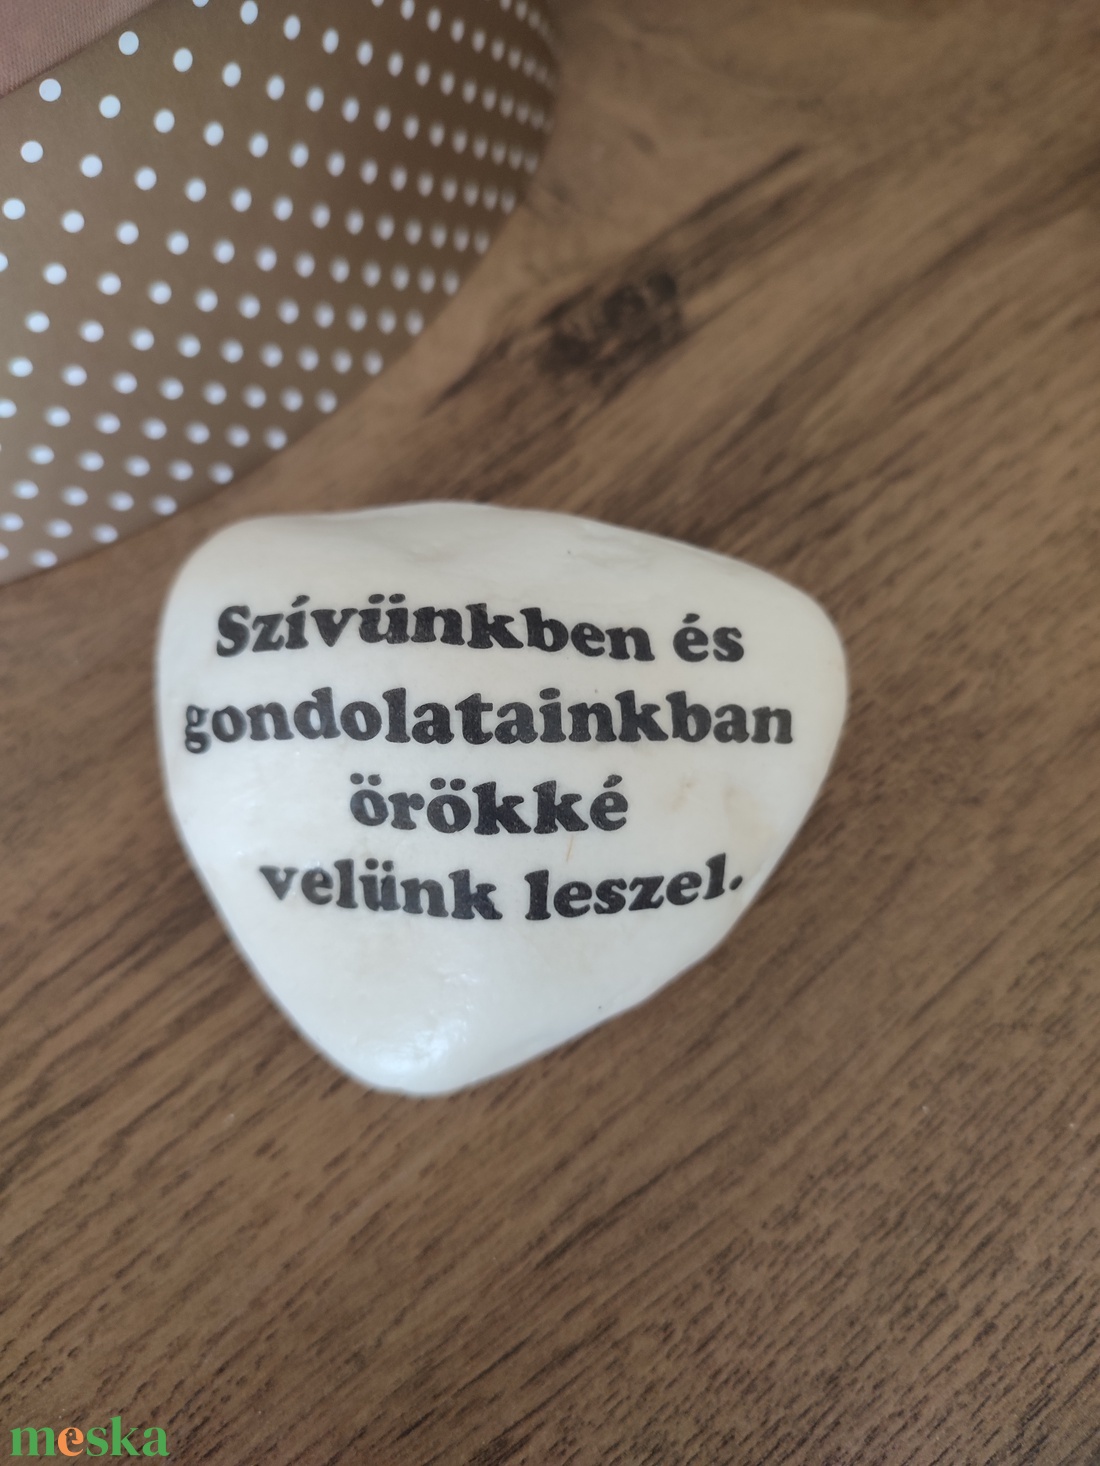 Szívünkben és
gondolatainkban
örökké
velünk leszel.
meska